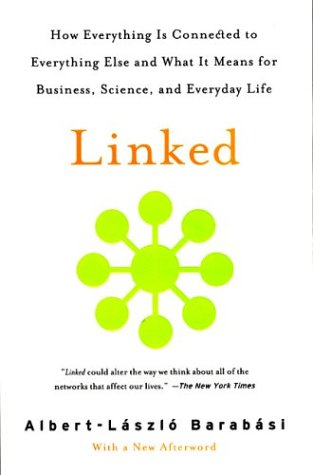 How Everything Is Connected to
Everything Else and What It Means for
Business, Science, and Everyday Life
Linked
"Linked could alter the way we think about all of the
networks that affect our lives." —The New York Times
Albert-László Barabási
With a New Afterword